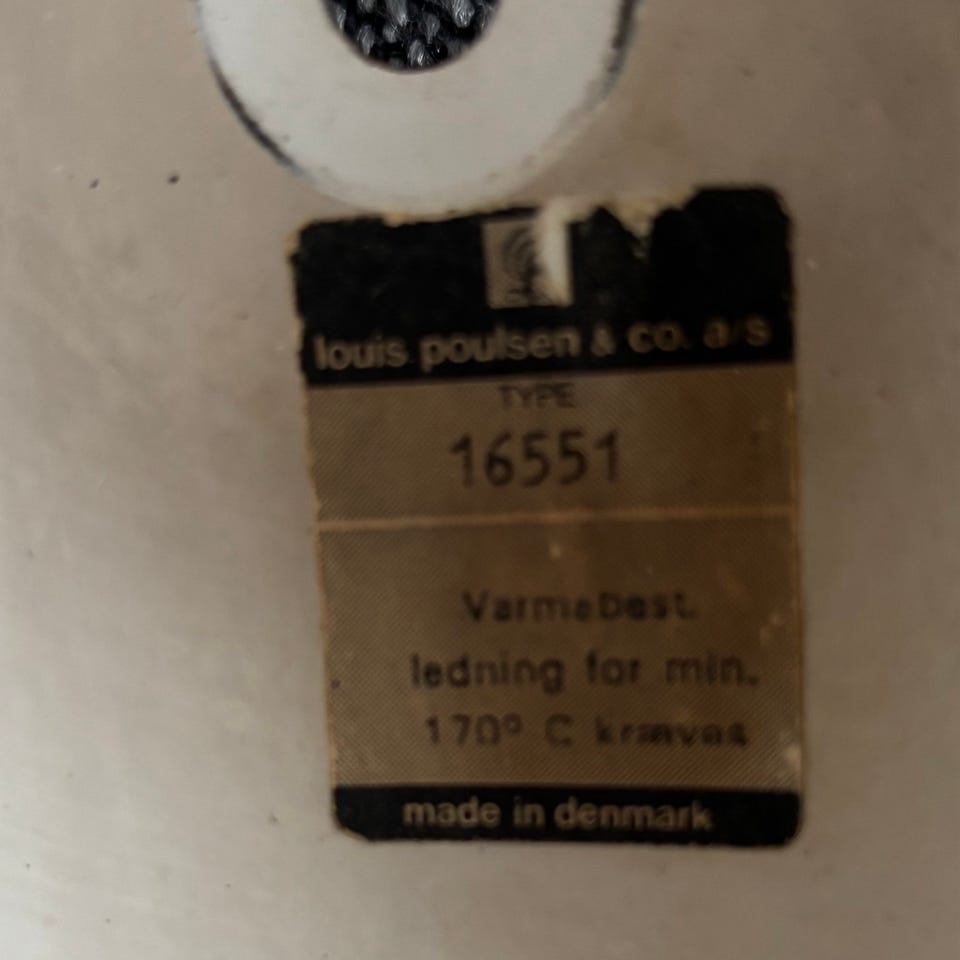 louis poulsen & co. a/s
TYPE
16551
Varmebest.
ledning for min.
170° C kræves
made in denmark